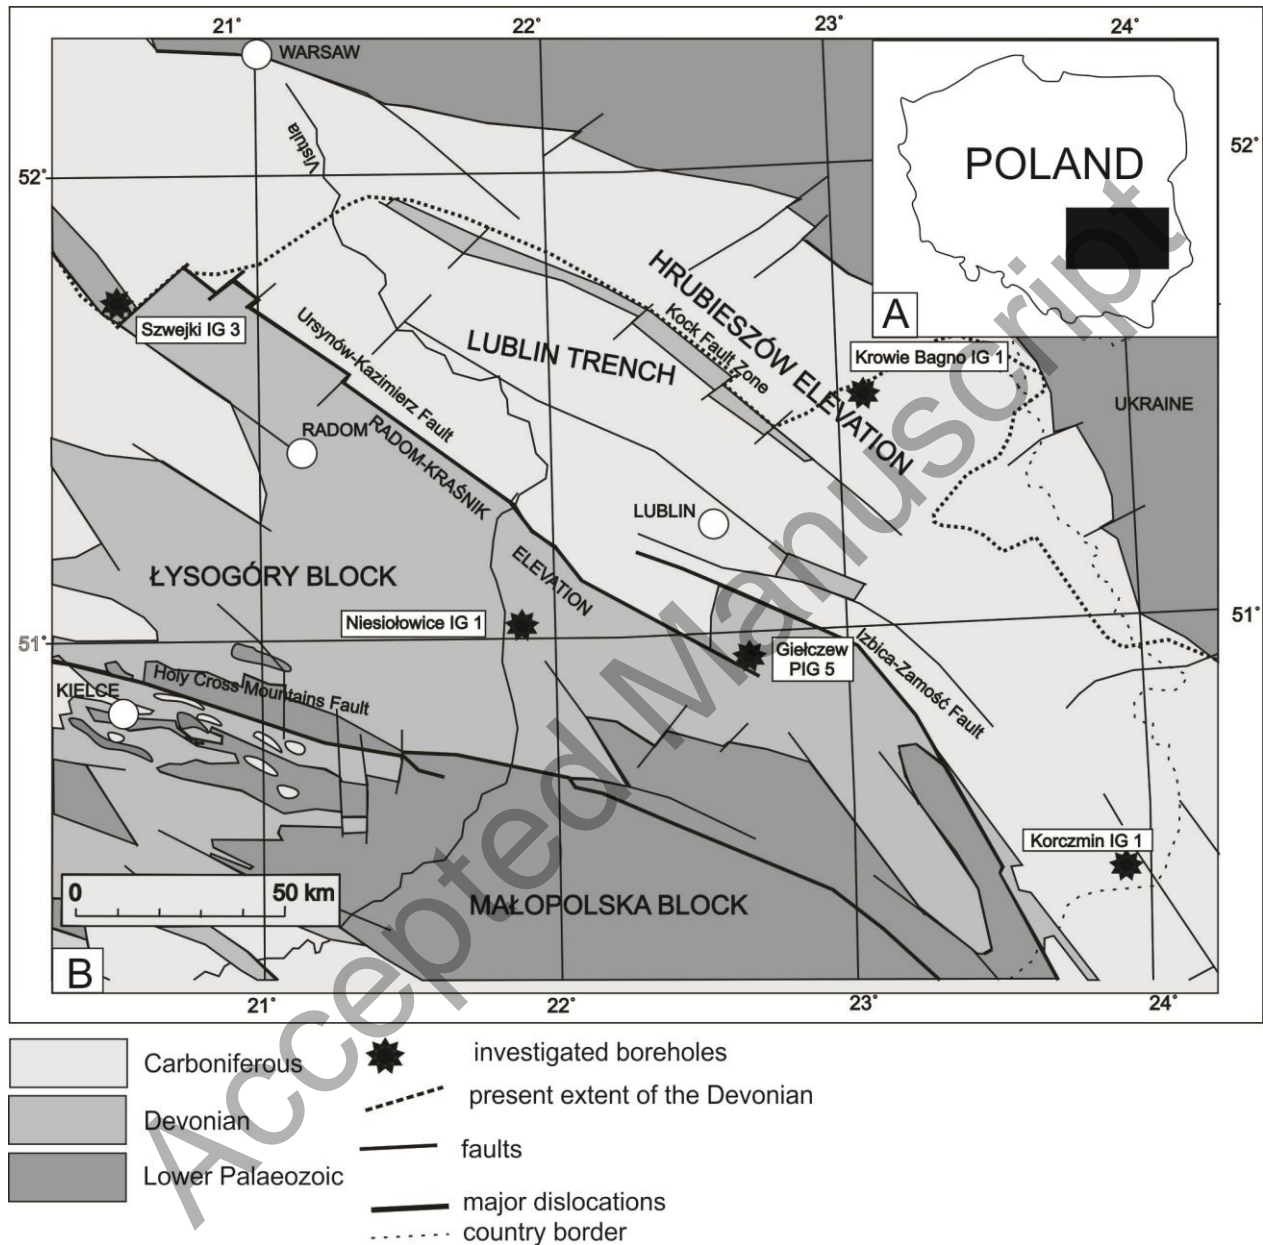 21°
22°
23°
24°
WARSAW
Vistula
52°
52°
POLAND
A
HRUBIESZÓW ELEVATION
Kock Fault Zone
Szwejki IG 3
Ursynów-Kazimierz Fault
LUBLIN TRENCH
Krowie Bagno IG 1
UKRAINE
RADOM
RADOM-KRAŚNIK
ELEVATION
LUBLIN
ŁYSOGÓRY BLOCK
Niesiołowice IG 1
51°
51°
Giełczew
PIG 5
Izbica-Zamość Fault
Holy Cross Mountains Fault
KIELCE
Korczmin IG 1
0 50 km
MAŁOPOLSKA BLOCK
B
21°
22°
23°
24°
Carboniferous
Devonian
Lower Palaeozoic
investigated boreholes
present extent of the Devonian
faults
major dislocations
country border
Accepted Manuscript